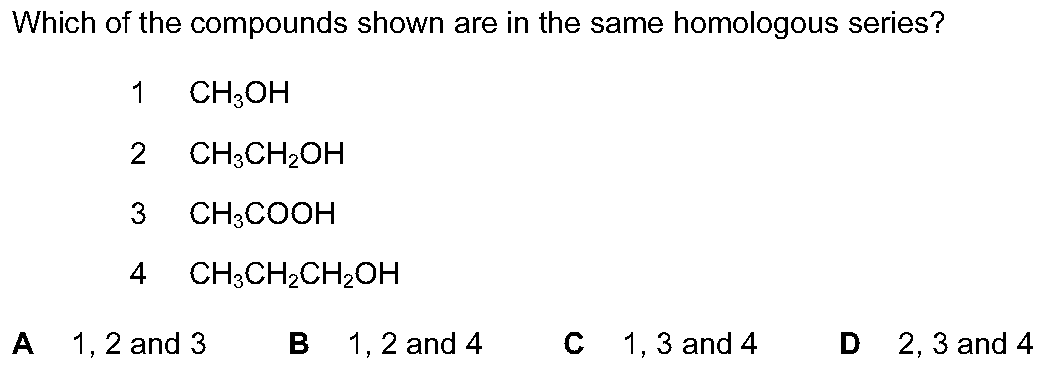 Which of the compounds shown are in the same homologous series?
1 CH₃OH
2 CH₃CH₂OH
3 CH₃COOH
4 CH₃CH₂CH₂OH
A 1, 2 and 3 B 1, 2 and 4 C 1, 3 and 4 D 2, 3 and 4